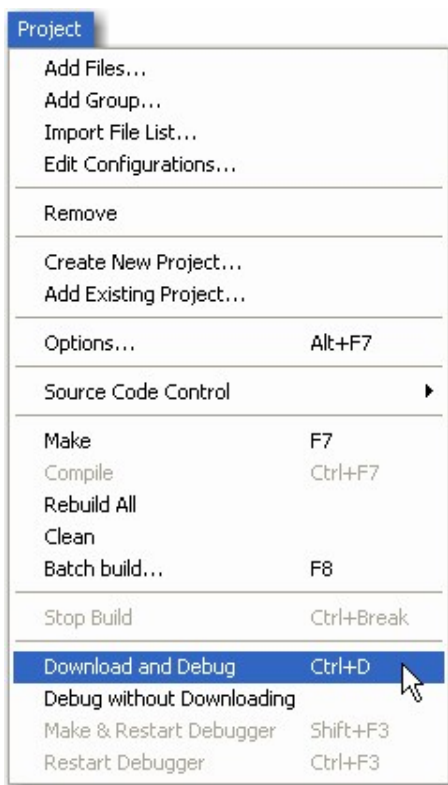 Project
Add Files...
Add Group...
Import File List...
Edit Configurations...
Remove
Create New Project...
Add Existing Project...
Options... Alt+F7
Source Code Control
Make F7
Compile Ctrl+F7
Rebuild All
Clean
Batch build... F8
Stop Build Ctrl+Break
Download and Debug Ctrl+D
Debug without Downloading
Make & Restart Debugger Shift+F3
Restart Debugger Ctrl+F3